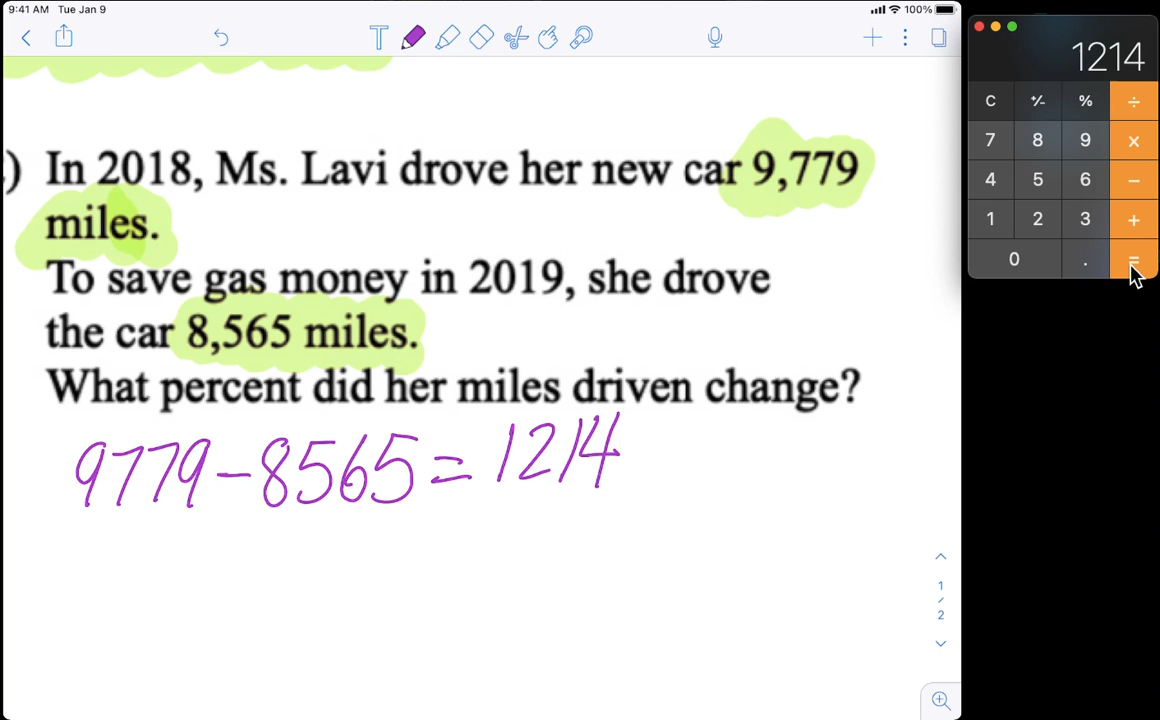 9:41 AM Tue Jan 9
100%
T
1214
C ⁺∕₋ % ÷
7 8 9 ×
4 5 6 −
1 2 3 +
0 . =
) In 2018, Ms. Lavi drove her new car 9,779
miles.
To save gas money in 2019, she drove
the car 8,565 miles.
What percent did her miles driven change?
9779-8565=1214
1
/
2